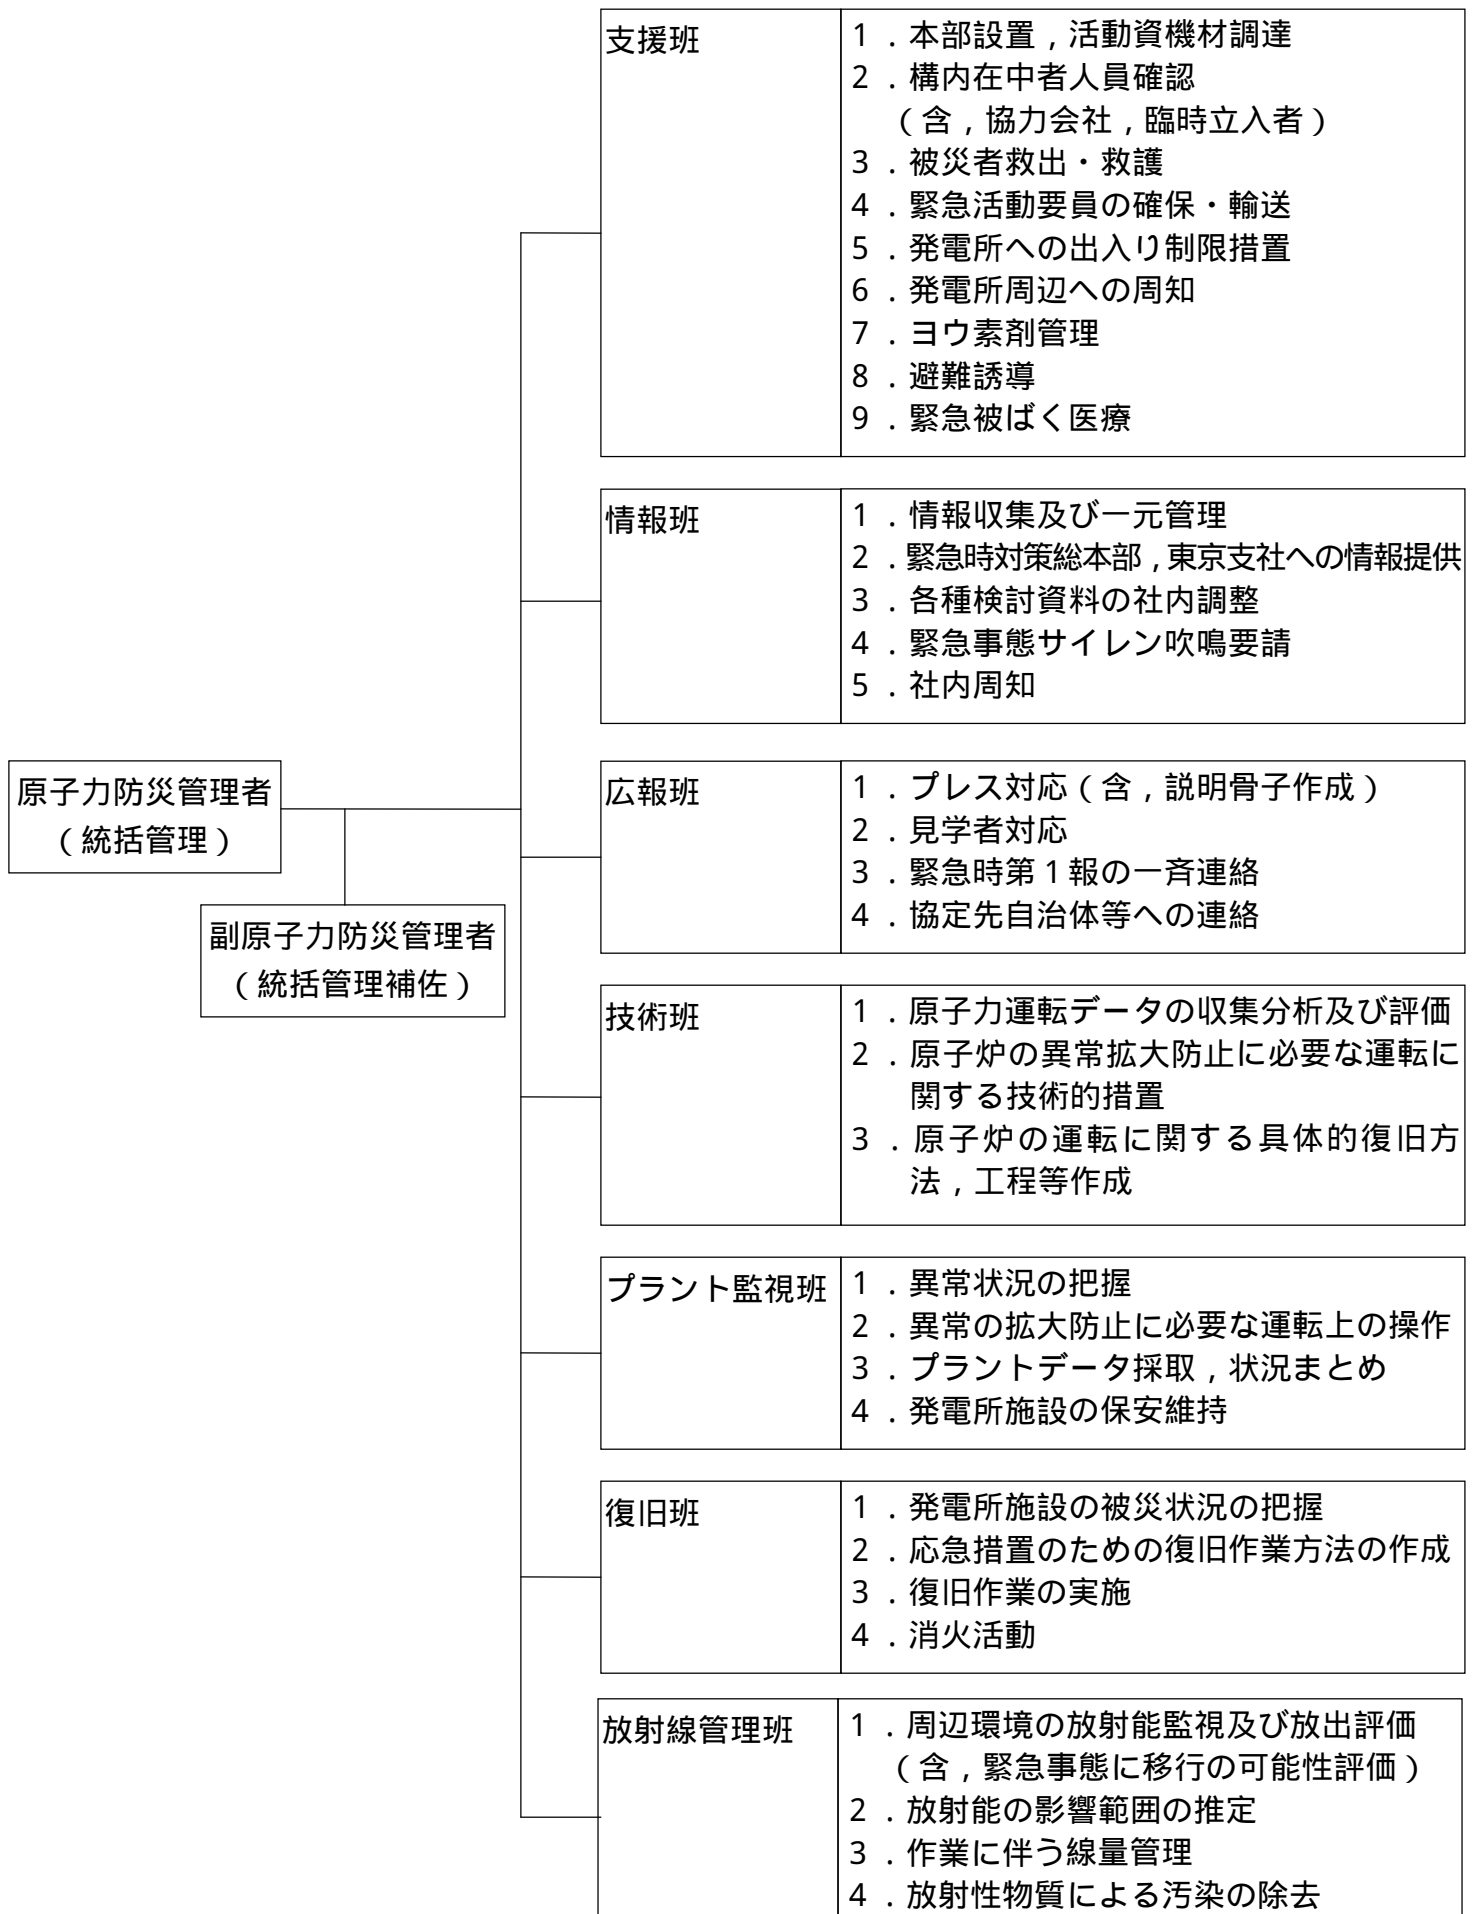 原子力防災管理者
（統括管理）
副原子力防災管理者
（統括管理補佐）
支援班
1．本部設置，活動資機材調達
2．構内在中者人員確認
（含，協力会社，臨時立入者）
3．被災者救出・救護
4．緊急活動要員の確保・輸送
5．発電所への出入り制限措置
6．発電所周辺への周知
7．ヨウ素剤管理
8．避難誘導
9．緊急被ばく医療
情報班
1．情報収集及び一元管理
2．緊急時対策総本部，東京支社への情報提供
3．各種検討資料の社内調整
4．緊急事態サイレン吹鳴要請
5．社内周知
広報班
1．プレス対応（含，説明骨子作成）
2．見学者対応
3．緊急時第1報の一斉連絡
4．協定先自治体等への連絡
技術班
1．原子力運転データの収集分析及び評価
2．原子炉の異常拡大防止に必要な運転に
関する技術的措置
3．原子炉の運転に関する具体的復旧方
法，工程等作成
プラント監視班
1．異常状況の把握
2．異常の拡大防止に必要な運転上の操作
3．プラントデータ採取，状況まとめ
4．発電所施設の保安維持
復旧班
1．発電所施設の被災状況の把握
2．応急措置のための復旧作業方法の作成
3．復旧作業の実施
4．消火活動
放射線管理班
1．周辺環境の放射能監視及び放出評価
（含，緊急事態に移行の可能性評価）
2．放射能の影響範囲の推定
3．作業に伴う線量管理
4．放射性物質による汚染の除去